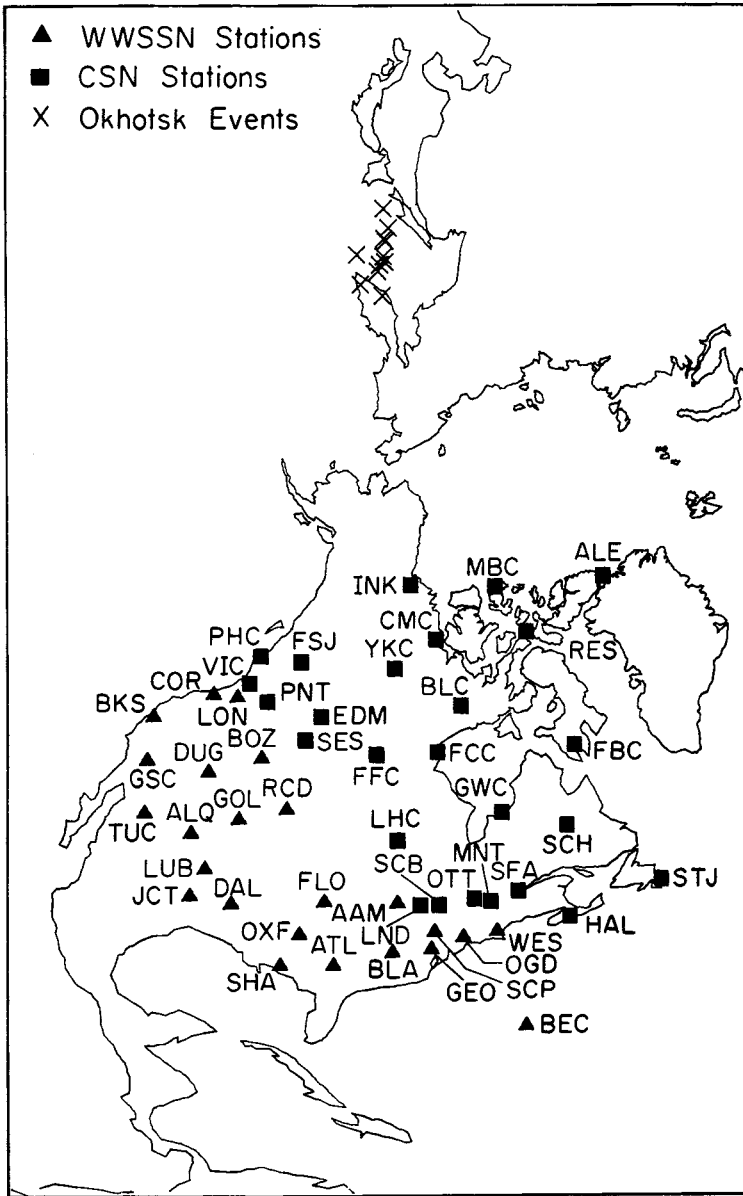 WWSSN Stations
CSN Stations
Okhotsk Events
ALE
MBC
INK
CMC
PHC
FSJ
YKC
RES
VIC
COR
BLC
BKS
LON
PNT
EDM
BOZ
SES
FCC
FBC
DUG
FFC
GSC
GWC
RCD
ALQ
GOL
TUC
LHC
SCH
MNT
SCB
OTT
SFA
LUB
STJ
JCT
DAL
FLO
AAM
HAL
OXF
LND
WES
ATL
OGD
BLA
SHA
GEO
SCP
BEC